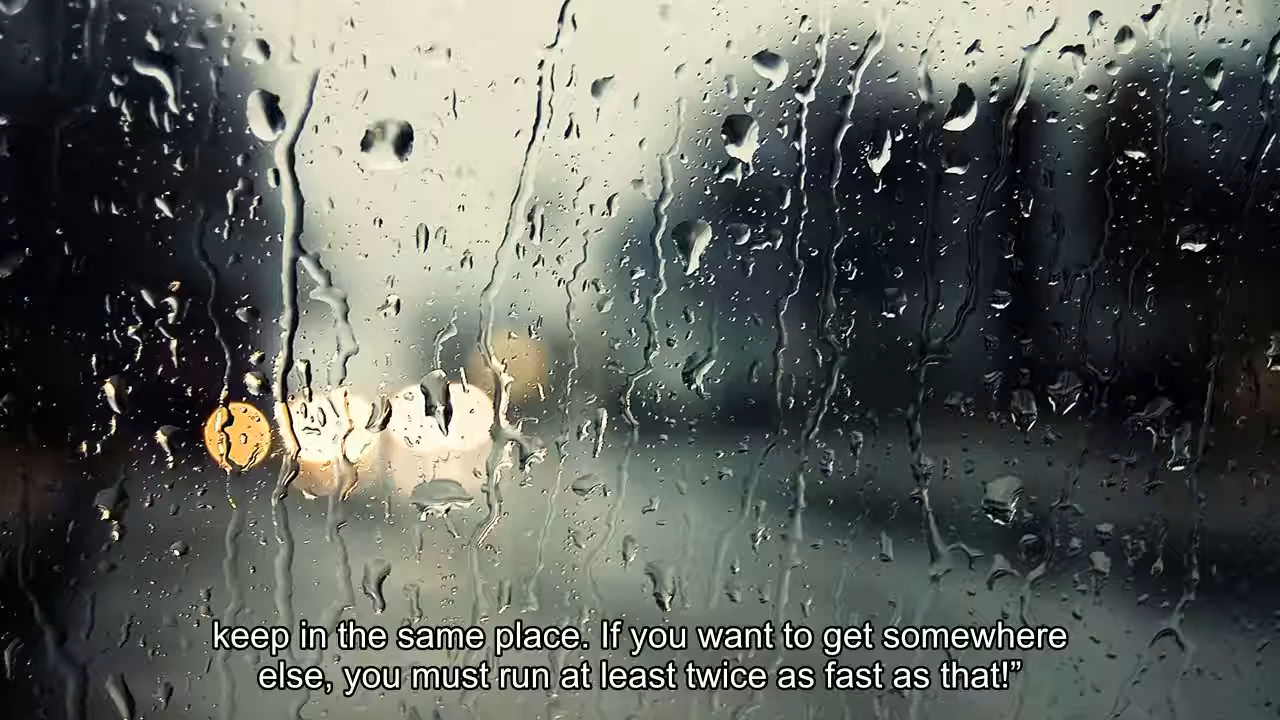 keep in the same place. If you want to get somewhere
else, you must run at least twice as fast as that!”